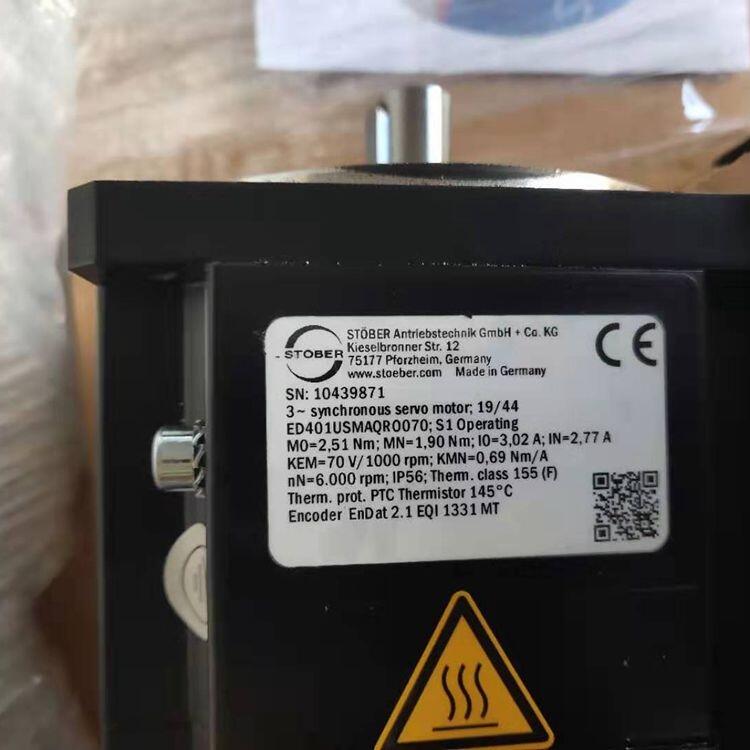 STÖBER
STÖBER Antriebstechnik GmbH + Co. KG
Kieselbronner Str. 12
75177 Pforzheim, Germany
www.stoeber.com Made in Germany
CE
SN: 10439871
3~ synchronous servo motor; 19/44
ED401USMAQRO070; S1 Operating
M0=2,51 Nm; MN=1,90 Nm; I0=3,02 A; IN=2,77 A
KEM=70 V/1000 rpm; KMN=0,69 Nm/A
nN=6.000 rpm; IP56; Therm. class 155 (F)
Therm. prot. PTC Thermistor 145°C
Encoder EnDat 2.1 EQI 1331 MT